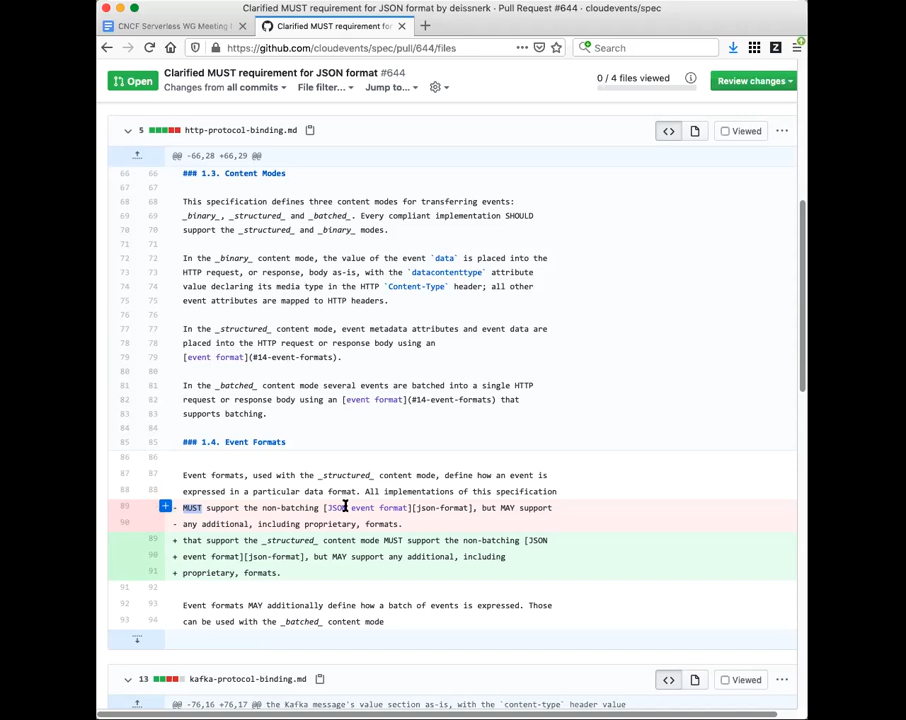 Clarified MUST requirement for JSON format by deissnerk · Pull Request #644 · cloudevents/spec
CNCF Serverless WG Meeting
Clarified MUST requirement for
https://github.com/cloudevents/spec/pull/644/files
Search
Open
Clarified MUST requirement for JSON format #644
Changes from all commits
File filter...
Jump to...
0 / 4 files viewed
Review changes
5 http-protocol-binding.md
Viewed
@@ -66,28 +66,29 @@
66 66 ### 1.3. Content Modes
67 67
68 68 This specification defines three content modes for transferring events:
69 69 _binary_, _structured_ and _batched_. Every compliant implementation SHOULD
70 70 support the _structured_ and _binary_ modes.
71 71
72 72 In the _binary_ content mode, the value of the event `data` is placed into the
73 73 HTTP request, or response, body as-is, with the `datacontenttype` attribute
74 74 value declaring its media type in the HTTP `Content-Type` header; all other
75 75 event attributes are mapped to HTTP headers.
76 76
77 77 In the _structured_ content mode, event metadata attributes and event data are
78 78 placed into the HTTP request or response body using an
79 79 [event format](#14-event-formats).
80 80
81 81 In the _batched_ content mode several events are batched into a single HTTP
82 82 request or response body using an [event format](#14-event-formats) that
83 83 supports batching.
84 84
85 85 ### 1.4. Event Formats
86 86
87 87 Event formats, used with the _structured_ content mode, define how an event is
88 88 expressed in a particular data format. All implementations of this specification
89 - MUST support the non-batching [JSON event format][json-format], but MAY support
90 - any additional, including proprietary, formats.
89 + that support the _structured_ content mode MUST support the non-batching [JSON
90 + event format][json-format], but MAY support any additional, including
91 + proprietary, formats.
91 92
92 93 Event formats MAY additionally define how a batch of events is expressed. Those
93 94 can be used with the _batched_ content mode
13 kafka-protocol-binding.md
Viewed
@@ -76,16 +76,17 @@ the Kafka message's value section as-is, with the `content-type` header value